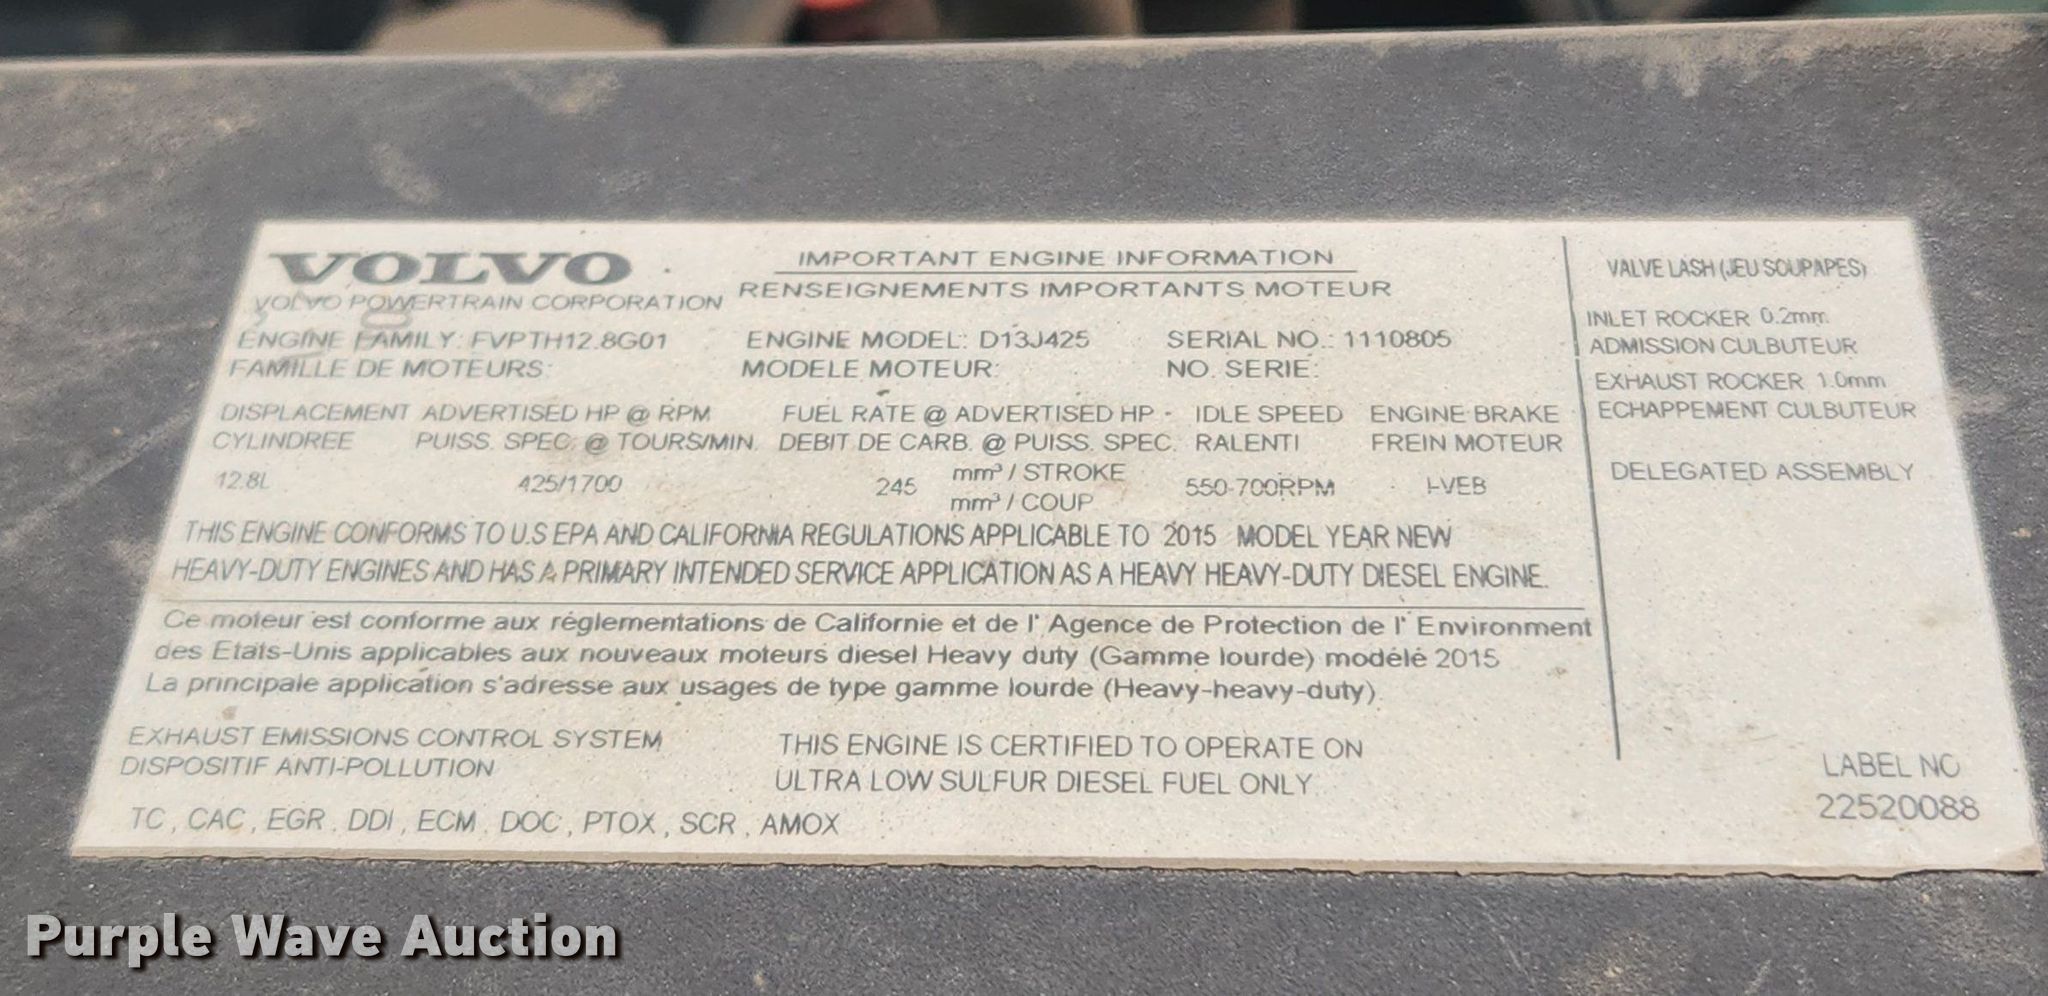 VOLVO
VOLVO POWERTRAIN CORPORATION
IMPORTANT ENGINE INFORMATION
RENSEIGNEMENTS IMPORTANTS MOTEUR
ENGINE FAMILY: FVPTH12.8G01 ENGINE MODEL: D13J425 SERIAL NO.: 1110805
FAMILLE DE MOTEURS: MODELE MOTEUR: NO. SERIE:
DISPLACEMENT ADVERTISED HP @ RPM FUEL RATE @ ADVERTISED HP - IDLE SPEED ENGINE BRAKE
CYLINDREE PUISS. SPEC. @ TOURS/MIN. DEBIT DE CARB. @ PUISS. SPEC. RALENTI FREIN MOTEUR
12.8L 425/1700 245 mm³ / STROKE 550-700RPM I-VEB
mm³ / COUP
THIS ENGINE CONFORMS TO U.S EPA AND CALIFORNIA REGULATIONS APPLICABLE TO 2015 MODEL YEAR NEW
HEAVY-DUTY ENGINES AND HAS A PRIMARY INTENDED SERVICE APPLICATION AS A HEAVY HEAVY-DUTY DIESEL ENGINE.
Ce moteur est conforme aux réglementations de Californie et de l' Agence de Protection de l' Environment
des Etats-Unis applicables aux nouveaux moteurs diesel Heavy duty (Gamme lourde) modélé 2015
La principale application s'adresse aux usages de type gamme lourde (Heavy-heavy-duty).
EXHAUST EMISSIONS CONTROL SYSTEM
DISPOSITIF ANTI-POLLUTION
TC , CAC , EGR , DDI , ECM , DOC , PTOX , SCR , AMOX
THIS ENGINE IS CERTIFIED TO OPERATE ON
ULTRA LOW SULFUR DIESEL FUEL ONLY.
VALVE LASH (JEU SOUPAPES)
INLET ROCKER 0.2mm
ADMISSION CULBUTEUR
EXHAUST ROCKER 1.0mm
ECHAPPEMENT CULBUTEUR
DELEGATED ASSEMBLY
LABEL NO
22520088
Purple Wave Auction